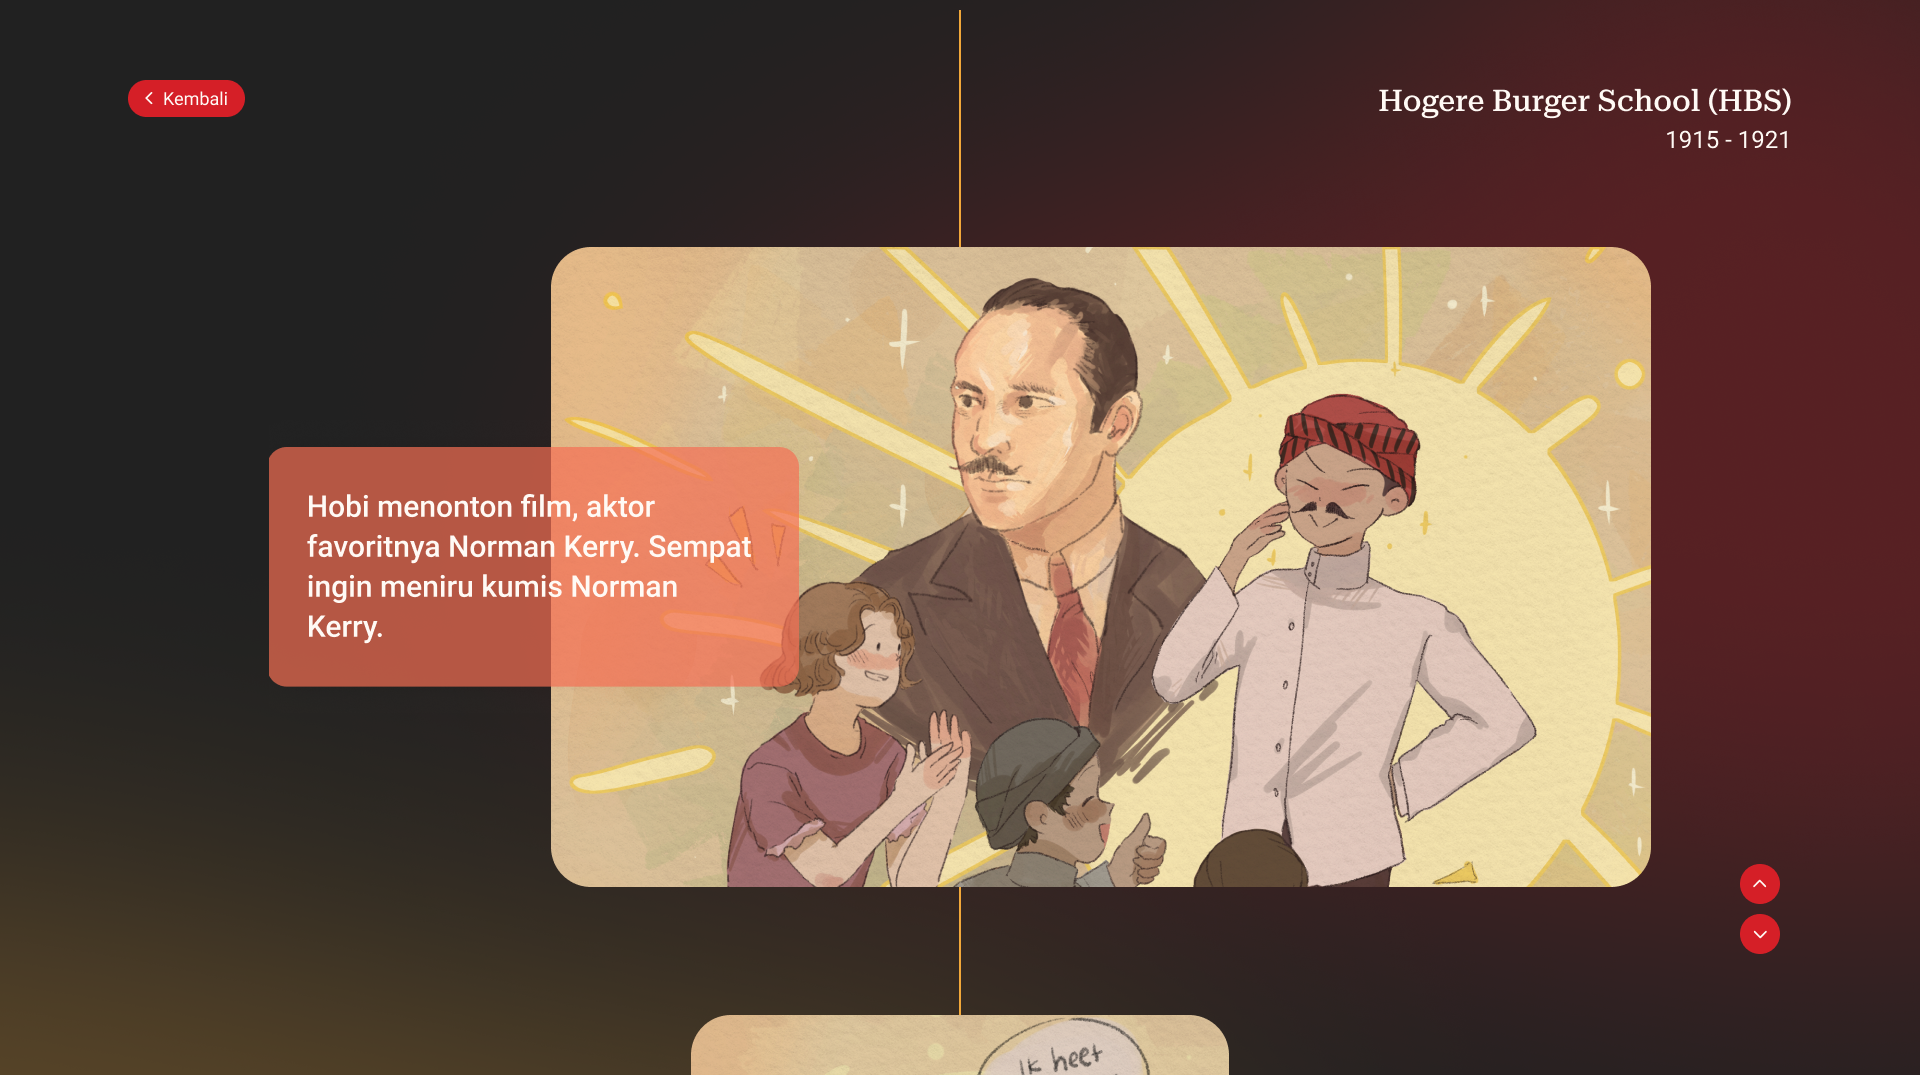 Kembali
Hogere Burger School (HBS)
1915 - 1921
Hobi menonton film, aktor
favoritnya Norman Kerry. Sempat
ingin meniru kumis Norman
Kerry.
Ik heet